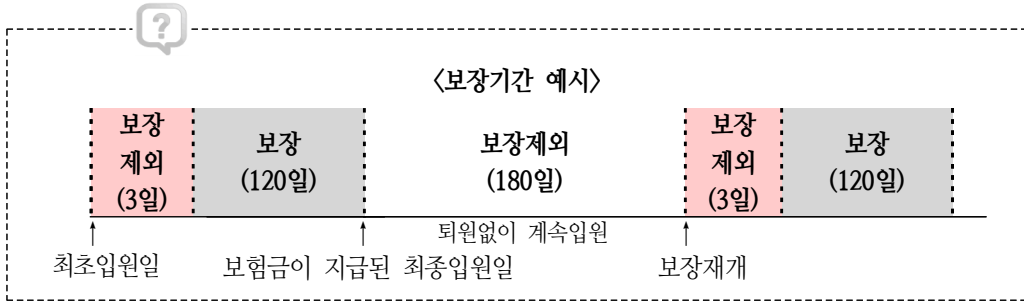 ?
<보장기간 예시>
보장
제외
(3일)
보장
(120일)
보장제외
(180일)
보장
제외
(3일)
보장
(120일)
퇴원없이 계속입원
최초입원일
보험금이 지급된 최종입원일
보장재개